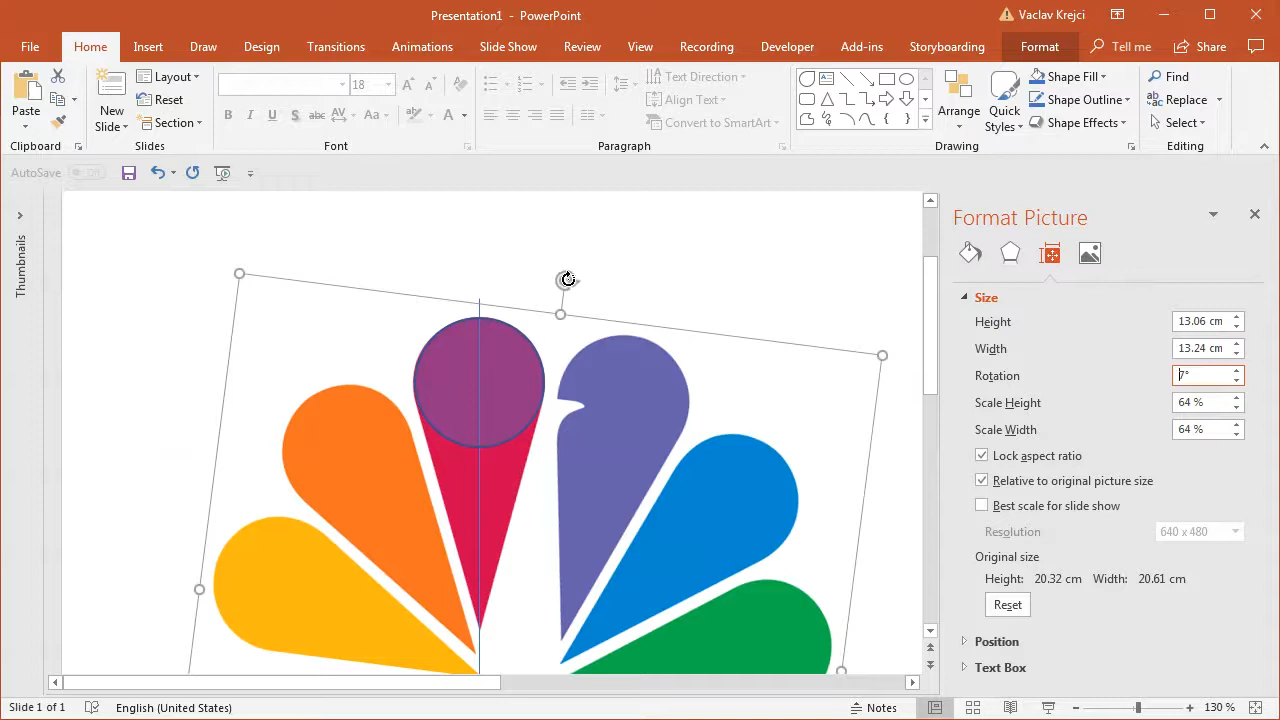 Presentation1 - PowerPoint
Vaclav Krejci
File Home Insert Draw Design Transitions Animations Slide Show Review View Recording Developer Add-ins Storyboarding Format Tell me Share
Paste
New
Slide
Layout
Reset
Section
18
B I U S abc AV Aa A
Text Direction
Align Text
Convert to SmartArt
Arrange
Quick
Styles
Shape Fill
Shape Outline
Shape Effects
Find
Replace
Select
Clipboard Slides Font Paragraph Drawing Editing
AutoSave Off
Thumbnails
Format Picture
Size
Height 13.06 cm
Width 13.24 cm
Rotation 7°
Scale Height 64 %
Scale Width 64 %
Lock aspect ratio
Relative to original picture size
Best scale for slide show
Resolution 640 x 480
Original size
Height: 20.32 cm Width: 20.61 cm
Reset
Position
Text Box
Slide 1 of 1 English (United States) Notes 130 %